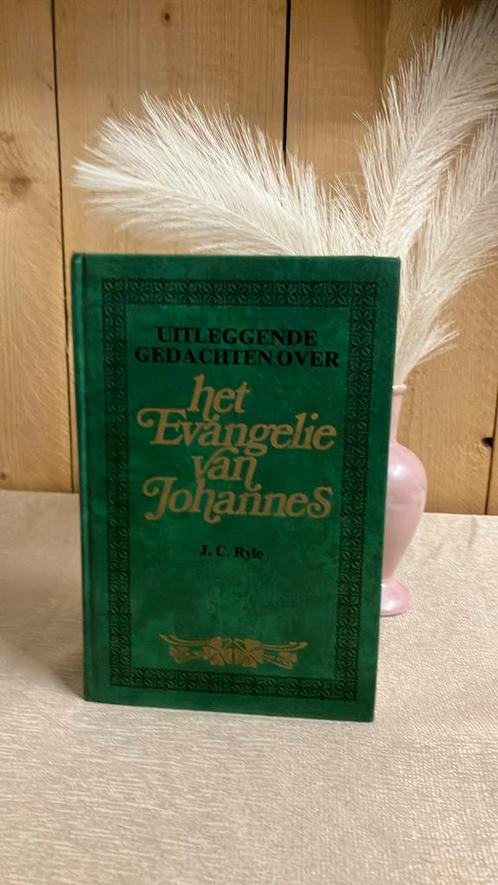 UITLEGGENDE
GEDACHTEN OVER
het
Evangelie
van
Johannes
J. C. Ryle